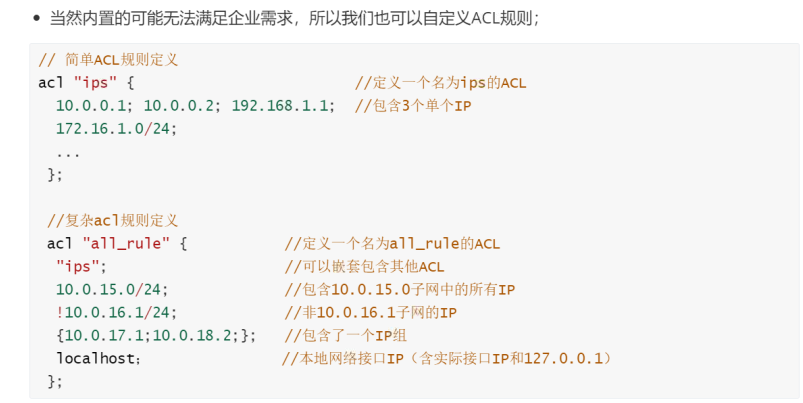 • 当然内置的可能无法满足企业需求，所以我们也可以自定义ACL规则；
// 简单ACL规则定义
acl "ips" {                         //定义一个名为ips的ACL
  10.0.0.1; 10.0.0.2; 192.168.1.1;  //包含3个单个IP
  172.16.1.0/24;
  ...
 };
 //复杂acl规则定义
 acl "all_rule" {           //定义一个名为all_rule的ACL
  "ips";                    //可以嵌套包含其他ACL
  10.0.15.0/24;             //包含10.0.15.0子网中的所有IP
  !10.0.16.1/24;            //非10.0.16.1子网的IP
  {10.0.17.1;10.0.18.2;};   //包含了一个IP组
  localhost；               //本地网络接口IP（含实际接口IP和127.0.0.1）
 };